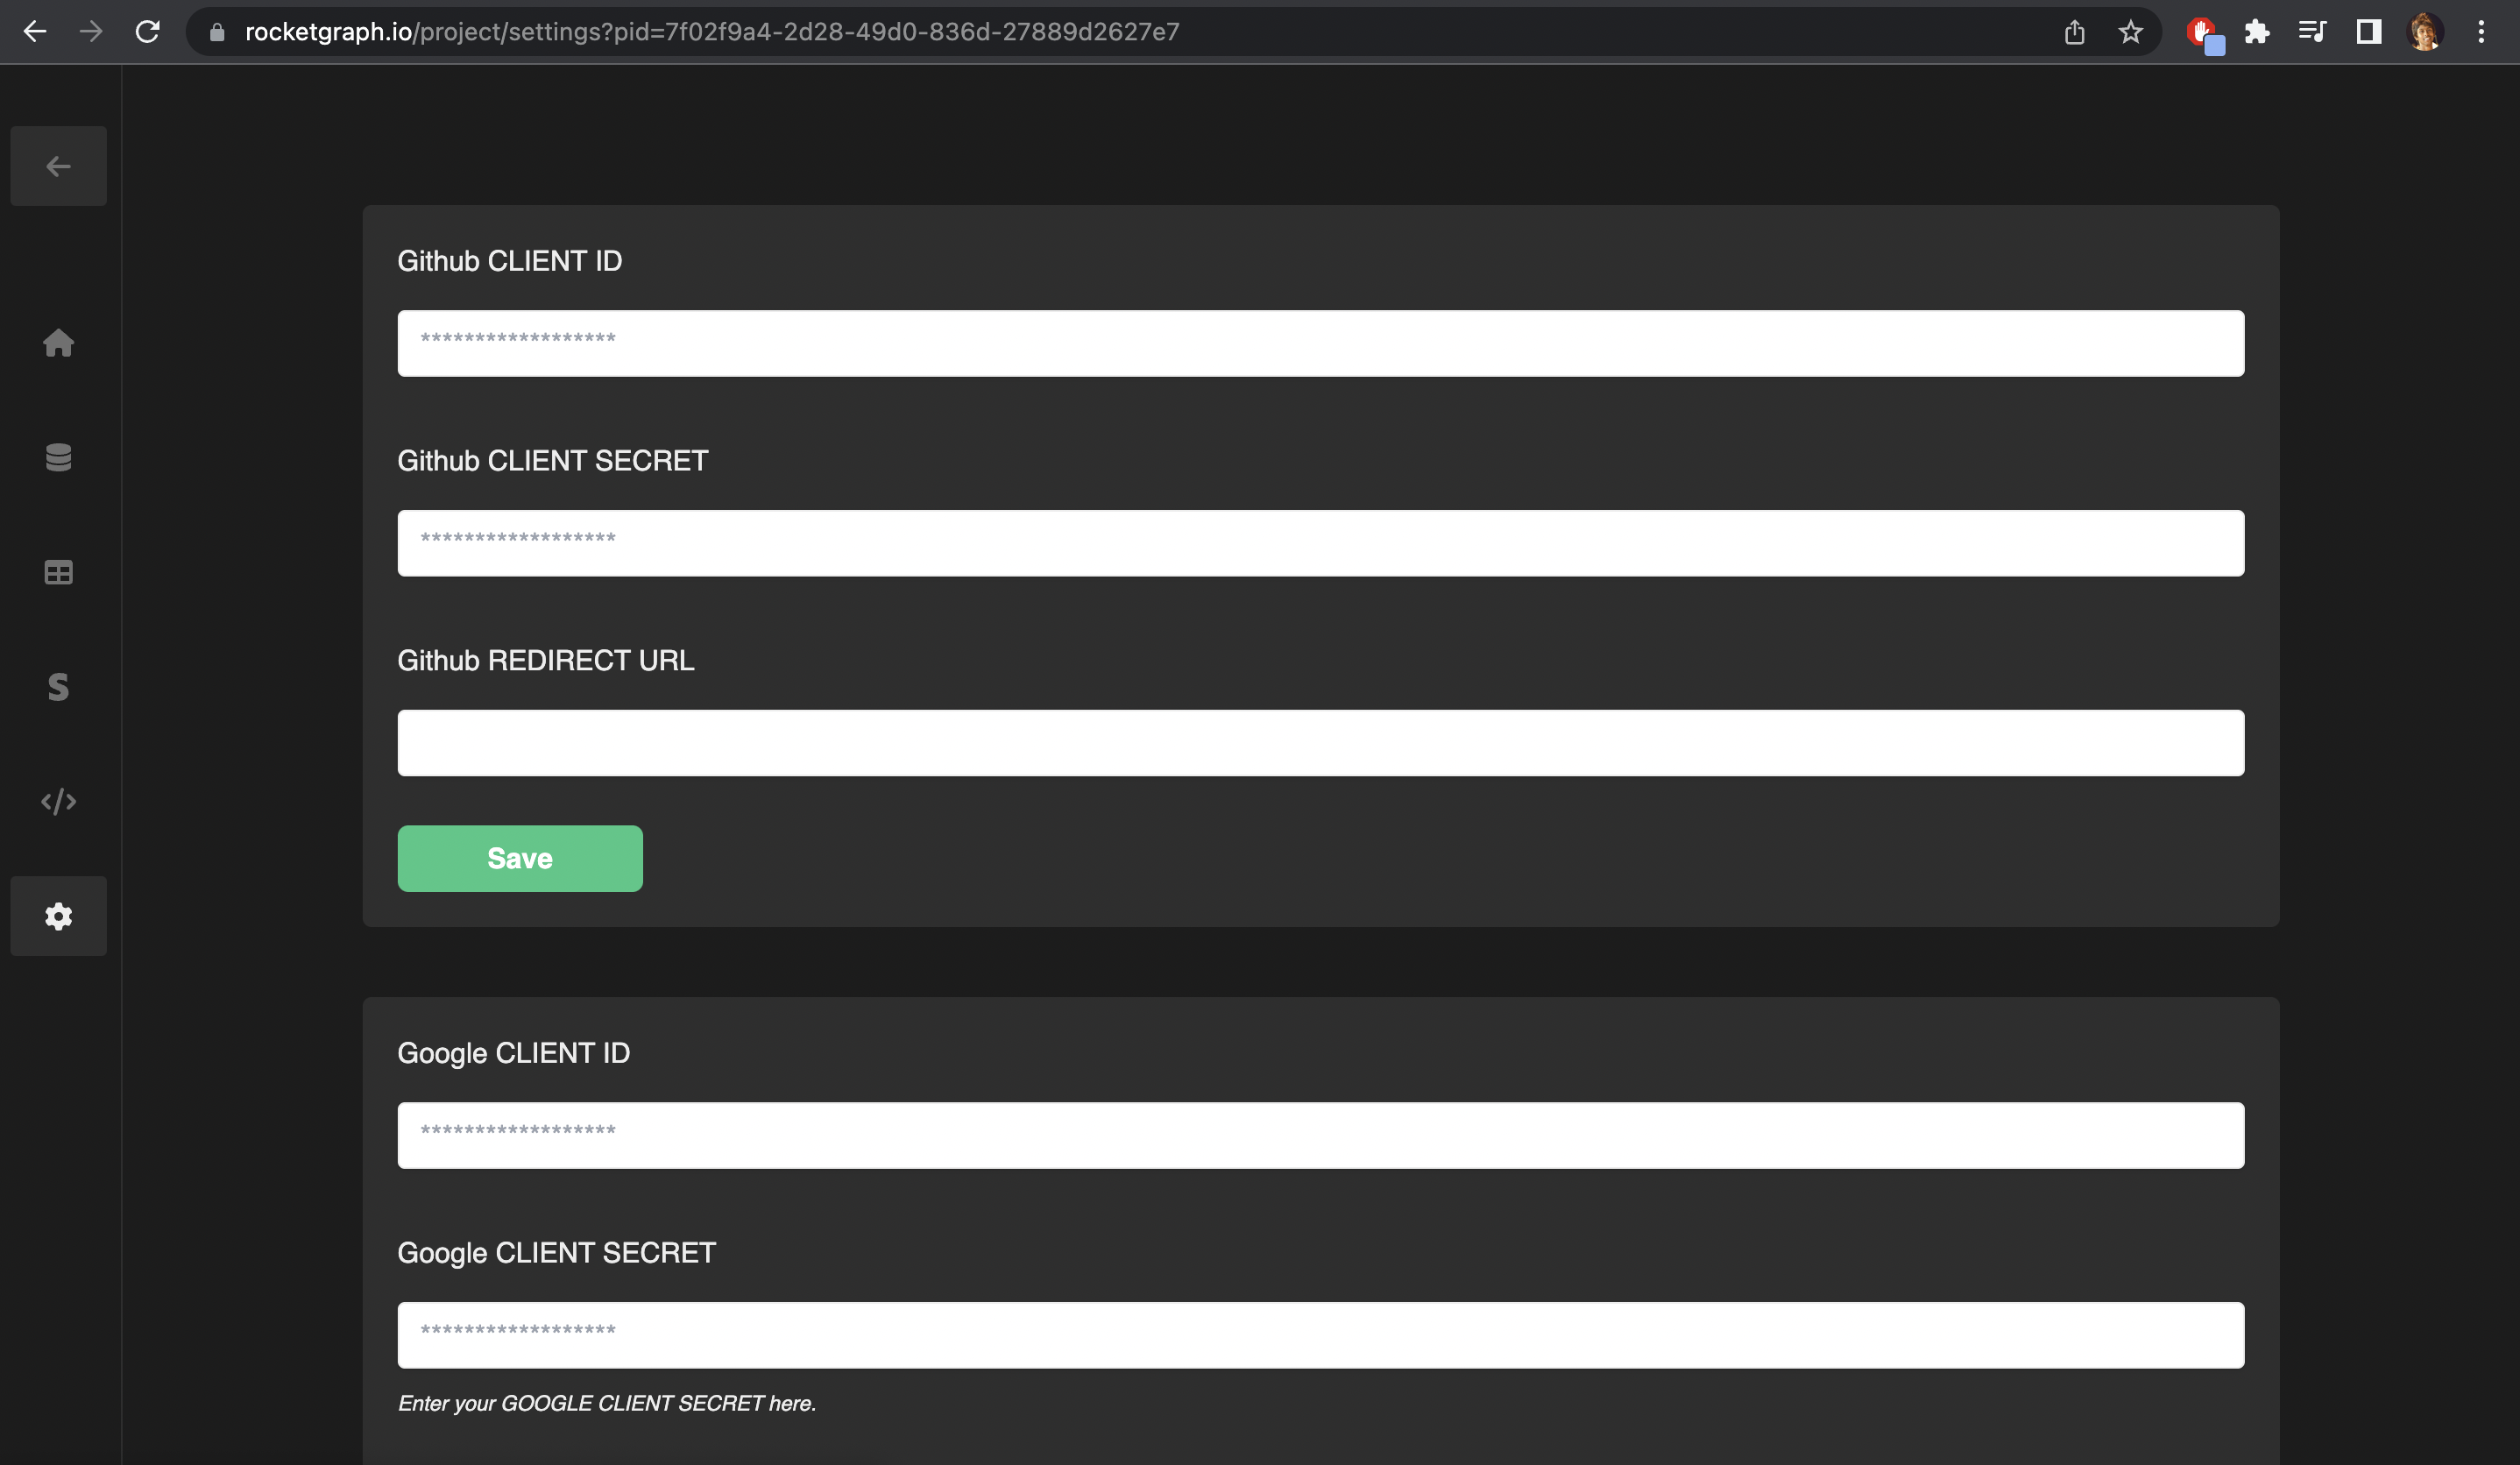 rocketgraph.io/project/settings?pid=7f02f9a4-2d28-49d0-836d-27889d2627e7
Github CLIENT ID
******************
Github CLIENT SECRET
******************
Github REDIRECT URL
Save
Google CLIENT ID
******************
Google CLIENT SECRET
******************
Enter your GOOGLE CLIENT SECRET here.